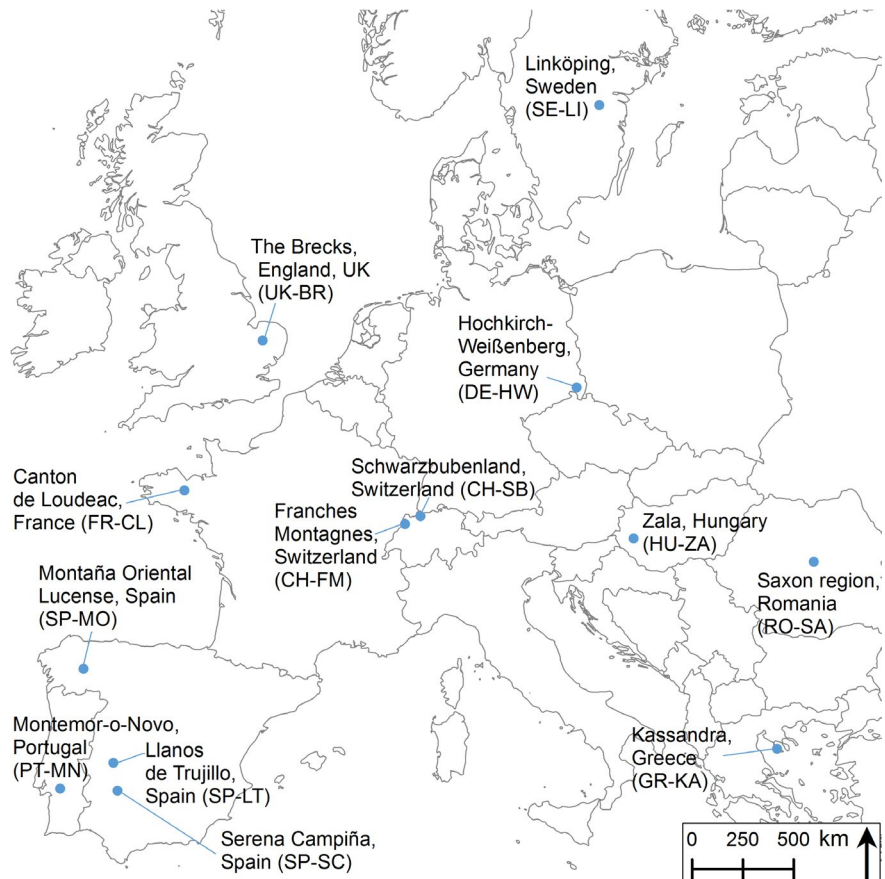 Linköping,
Sweden
(SE-LI)
The Brecks,
England, UK
(UK-BR)
Hochkirch-
Weißenberg,
Germany
(DE-HW)
Canton
de Loudeac,
France (FR-CL)
Schwarzbubenland,
Switzerland (CH-SB)
Franches
Montagnes,
Switzerland
(CH-FM)
Zala, Hungary
(HU-ZA)
Saxon region,
Romania
(RO-SA)
Montaña Oriental
Lucense, Spain
(SP-MO)
Montemor-o-Novo,
Portugal
(PT-MN)
Llanos
de Trujillo,
Spain (SP-LT)
Kassandra,
Greece
(GR-KA)
Serena Campiña,
Spain (SP-SC)
0 250 500 km